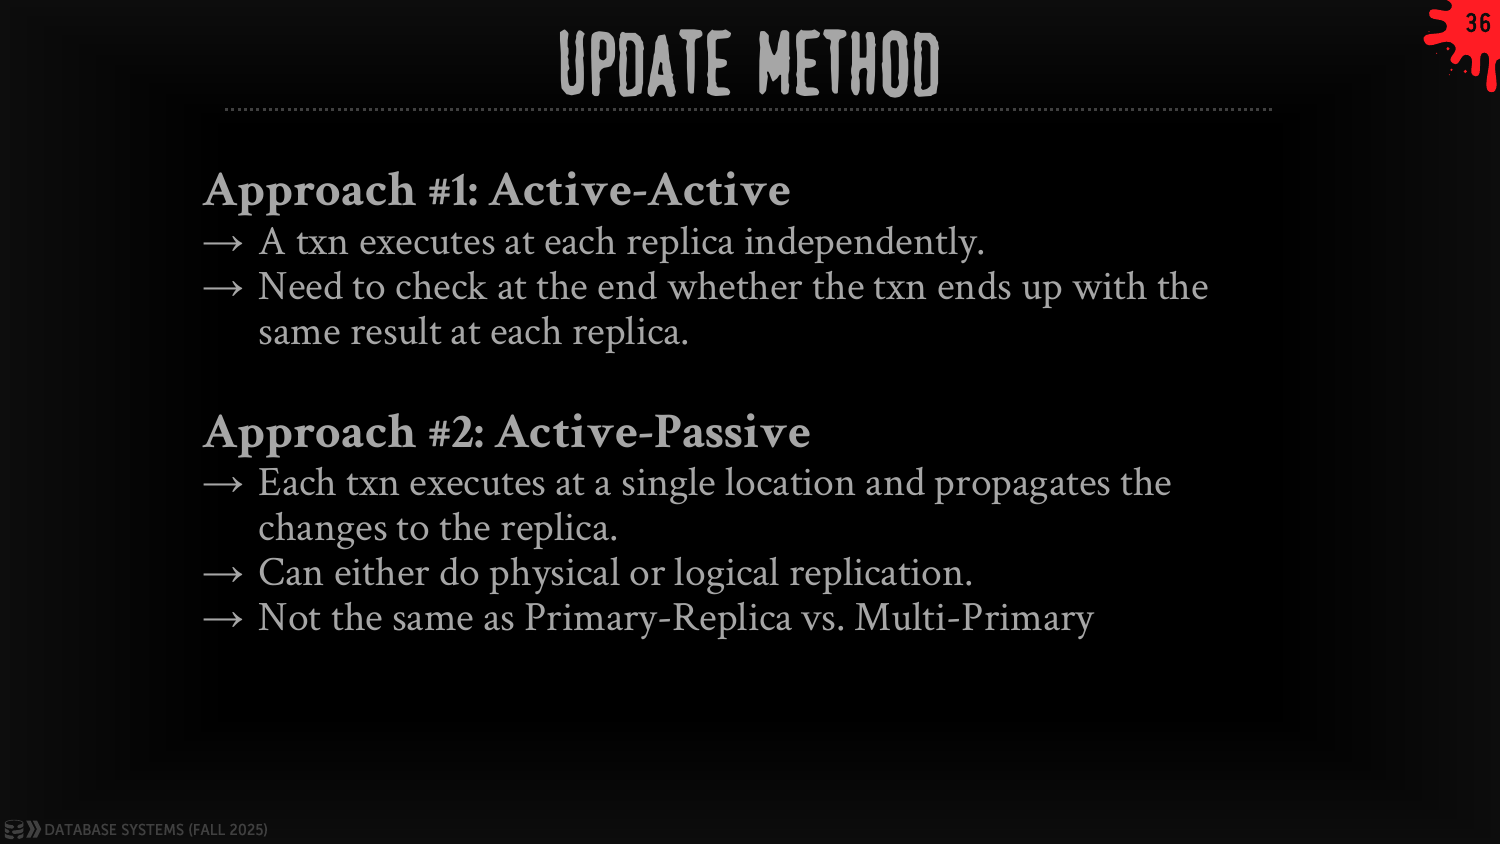 36
UPDATE METHOD
Approach #1: Active-Active
→ A txn executes at each replica independently.
→ Need to check at the end whether the txn ends up with the
same result at each replica.
Approach #2: Active-Passive
→ Each txn executes at a single location and propagates the
changes to the replica.
→ Can either do physical or logical replication.
→ Not the same as Primary-Replica vs. Multi-Primary
DATABASE SYSTEMS (FALL 2025)